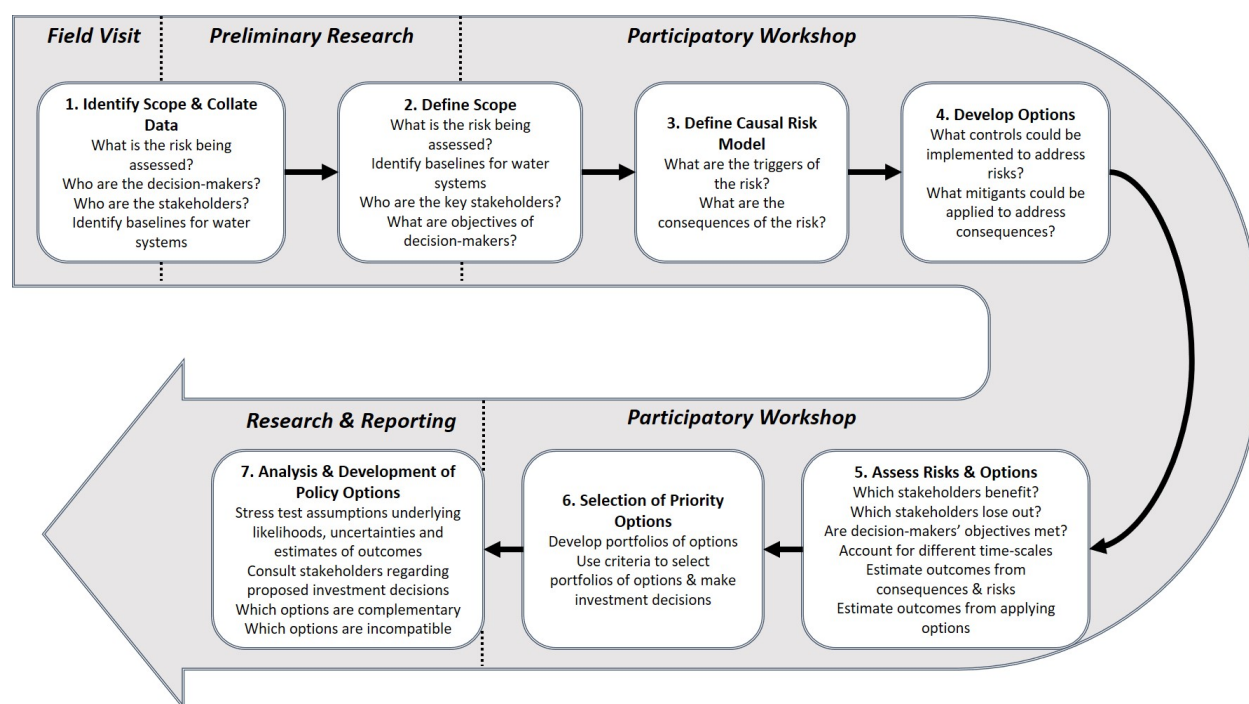 Field Visit
Preliminary Research
Participatory Workshop
1. Identify Scope & Collate
Data
What is the risk being
assessed?
Who are the decision-makers?
Who are the stakeholders?
Identify baselines for water
systems
2. Define Scope
What is the risk being
assessed?
Identify baselines for water
systems
Who are the key stakeholders?
What are objectives of
decision-makers?
3. Define Causal Risk
Model
What are the triggers of
the risk?
What are the
consequences of the risk?
4. Develop Options
What controls could be
implemented to address
risks?
What mitigants could be
applied to address
consequences?
Participatory Workshop
5. Assess Risks & Options
Which stakeholders benefit?
Which stakeholders lose out?
Are decision-makers’ objectives met?
Account for different time-scales
Estimate outcomes from
consequences & risks
Estimate outcomes from applying
options
6. Selection of Priority
Options
Develop portfolios of options
Use criteria to select
portfolios of options & make
investment decisions
Research & Reporting
7. Analysis & Development of
Policy Options
Stress test assumptions underlying
likelihoods, uncertainties and
estimates of outcomes
Consult stakeholders regarding
proposed investment decisions
Which options are complementary
Which options are incompatible